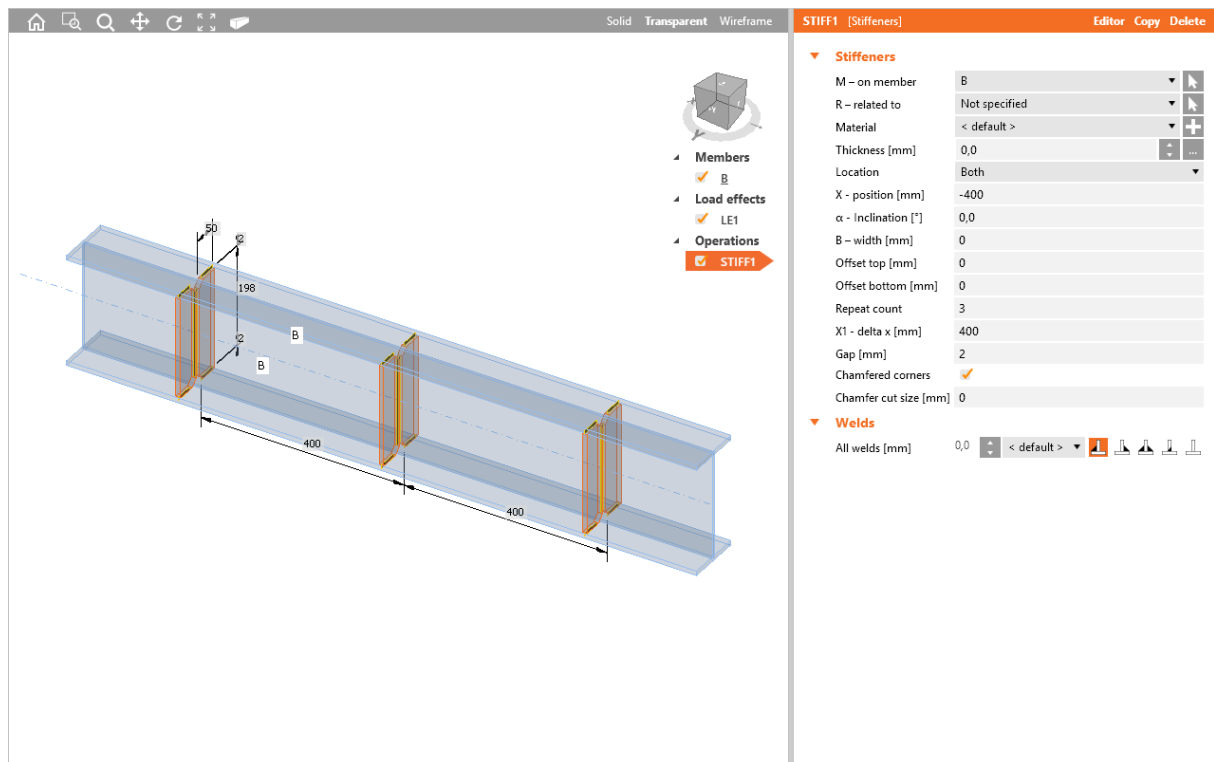 Solid Transparent Wireframe
STIFF1 [Stiffeners] Editor Copy Delete
Members
B
Load effects
LE1
Operations
STIFF1
50
2
198
2
B
B
400
400
Stiffeners
M – on member B
R – related to Not specified
Material < default >
Thickness [mm] 0,0 ...
Location Both
X - position [mm] -400
α - Inclination [°] 0,0
B – width [mm] 0
Offset top [mm] 0
Offset bottom [mm] 0
Repeat count 3
X1 - delta x [mm] 400
Gap [mm] 2
Chamfered corners
Chamfer cut size [mm] 0
Welds
All welds [mm] 0,0 < default >